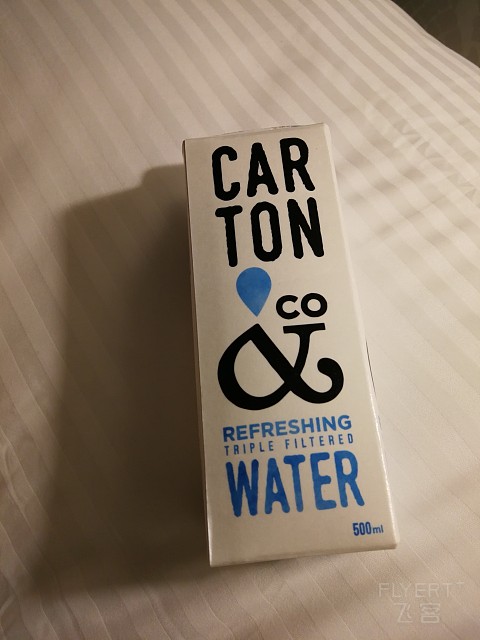 CAR
TON
CO
&
REFRESHING
TRIPLE FILTERED
WATER
500ml
FLYERT
飞客